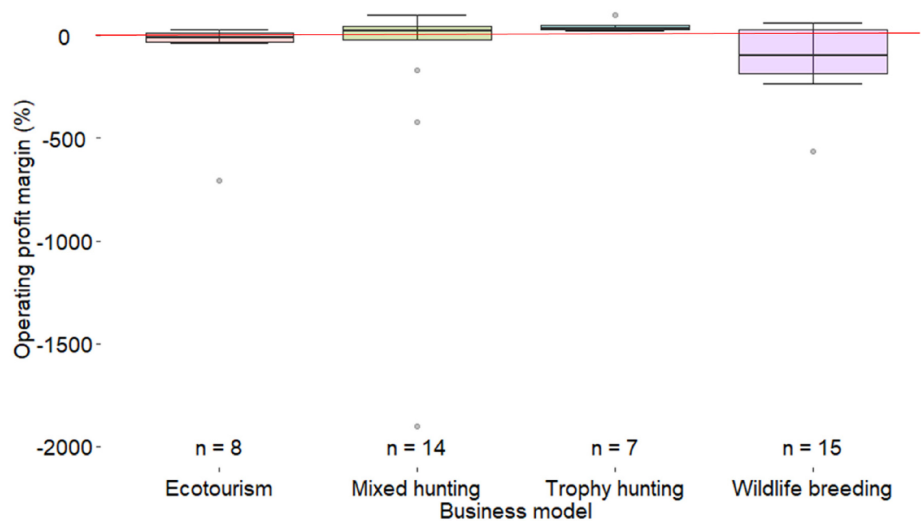 Operating profit margin (%)
0
-500
-1000
-1500
-2000
n = 8
n = 14
n = 7
n = 15
Ecotourism
Mixed hunting
Trophy hunting
Wildlife breeding
Business model